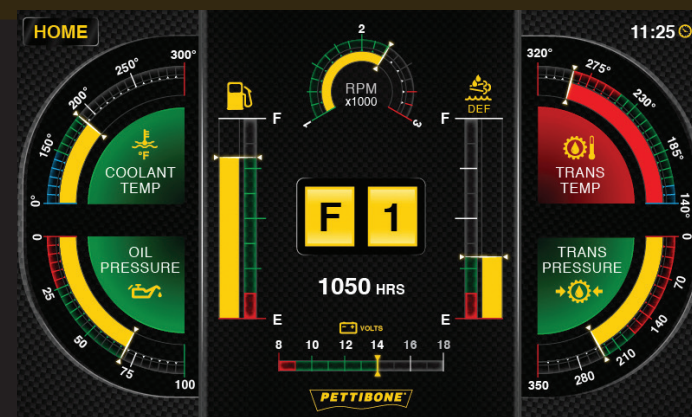 HOME
11:25
300°
250°
200°
150°
0°
°F
COOLANT
TEMP
0
25
50
75
100
OIL
PRESSURE
1
2
3
RPM
x1000
F
E
DEF
F
E
F 1
1050 HRS
VOLTS
8 10 12 14 16 18
PETTIBONE
320°
275°
230°
185°
140°
TRANS
TEMP
0
70
140
210
280
350
TRANS
PRESSURE